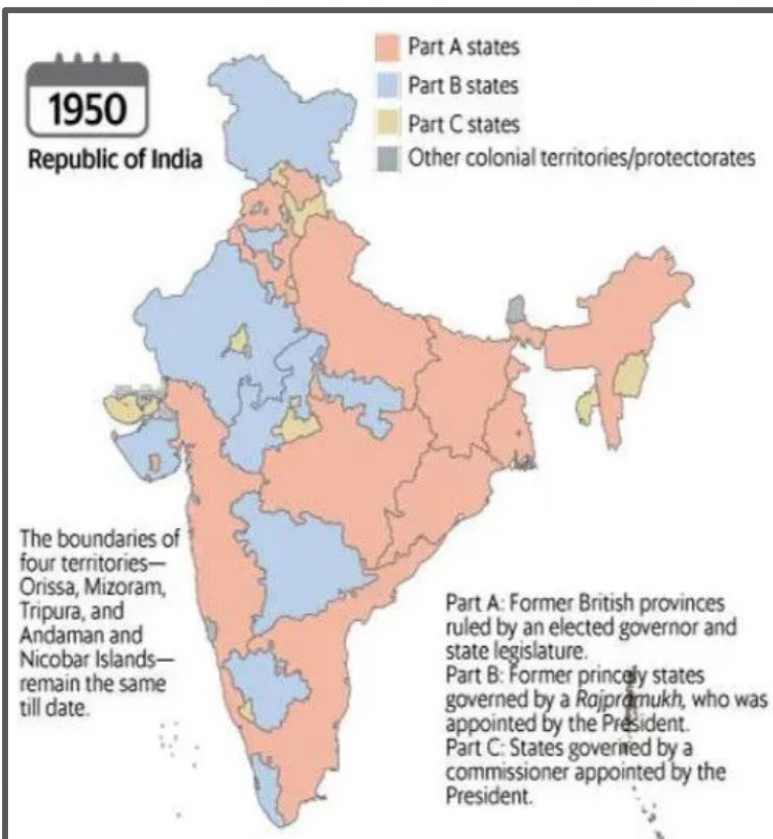 1950
Republic of India
Part A states
Part B states
Part C states
Other colonial territories/protectorates
The boundaries of
four territories—
Orissa, Mizoram,
Tripura, and
Andaman and
Nicobar Islands—
remain the same
till date.
Part A: Former British provinces
ruled by an elected governor and
state legislature.
Part B: Former princely states
governed by a Rajpramukh, who was
appointed by the President.
Part C: States governed by a
commissioner appointed by the
President.